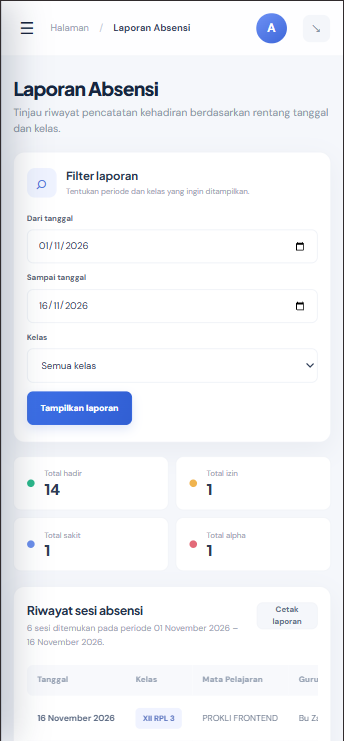 Halaman / Laporan Absensi A
Laporan Absensi
Tinjau riwayat pencatatan kehadiran berdasarkan rentang tanggal
dan kelas.
Filter laporan
Tentukan periode dan kelas yang ingin ditampilkan.
Dari tanggal
01/11/2026
Sampai tanggal
16/11/2026
Kelas
Semua kelas
Tampilkan laporan
Total hadir
14
Total izin
1
Total sakit
1
Total alpha
1
Riwayat sesi absensi
6 sesi ditemukan pada periode 01 November 2026 –
16 November 2026.
Cetak
laporan
Tanggal Kelas Mata Pelajaran Guru
16 November 2026 XII RPL 3 PROKLI FRONTEND Bu